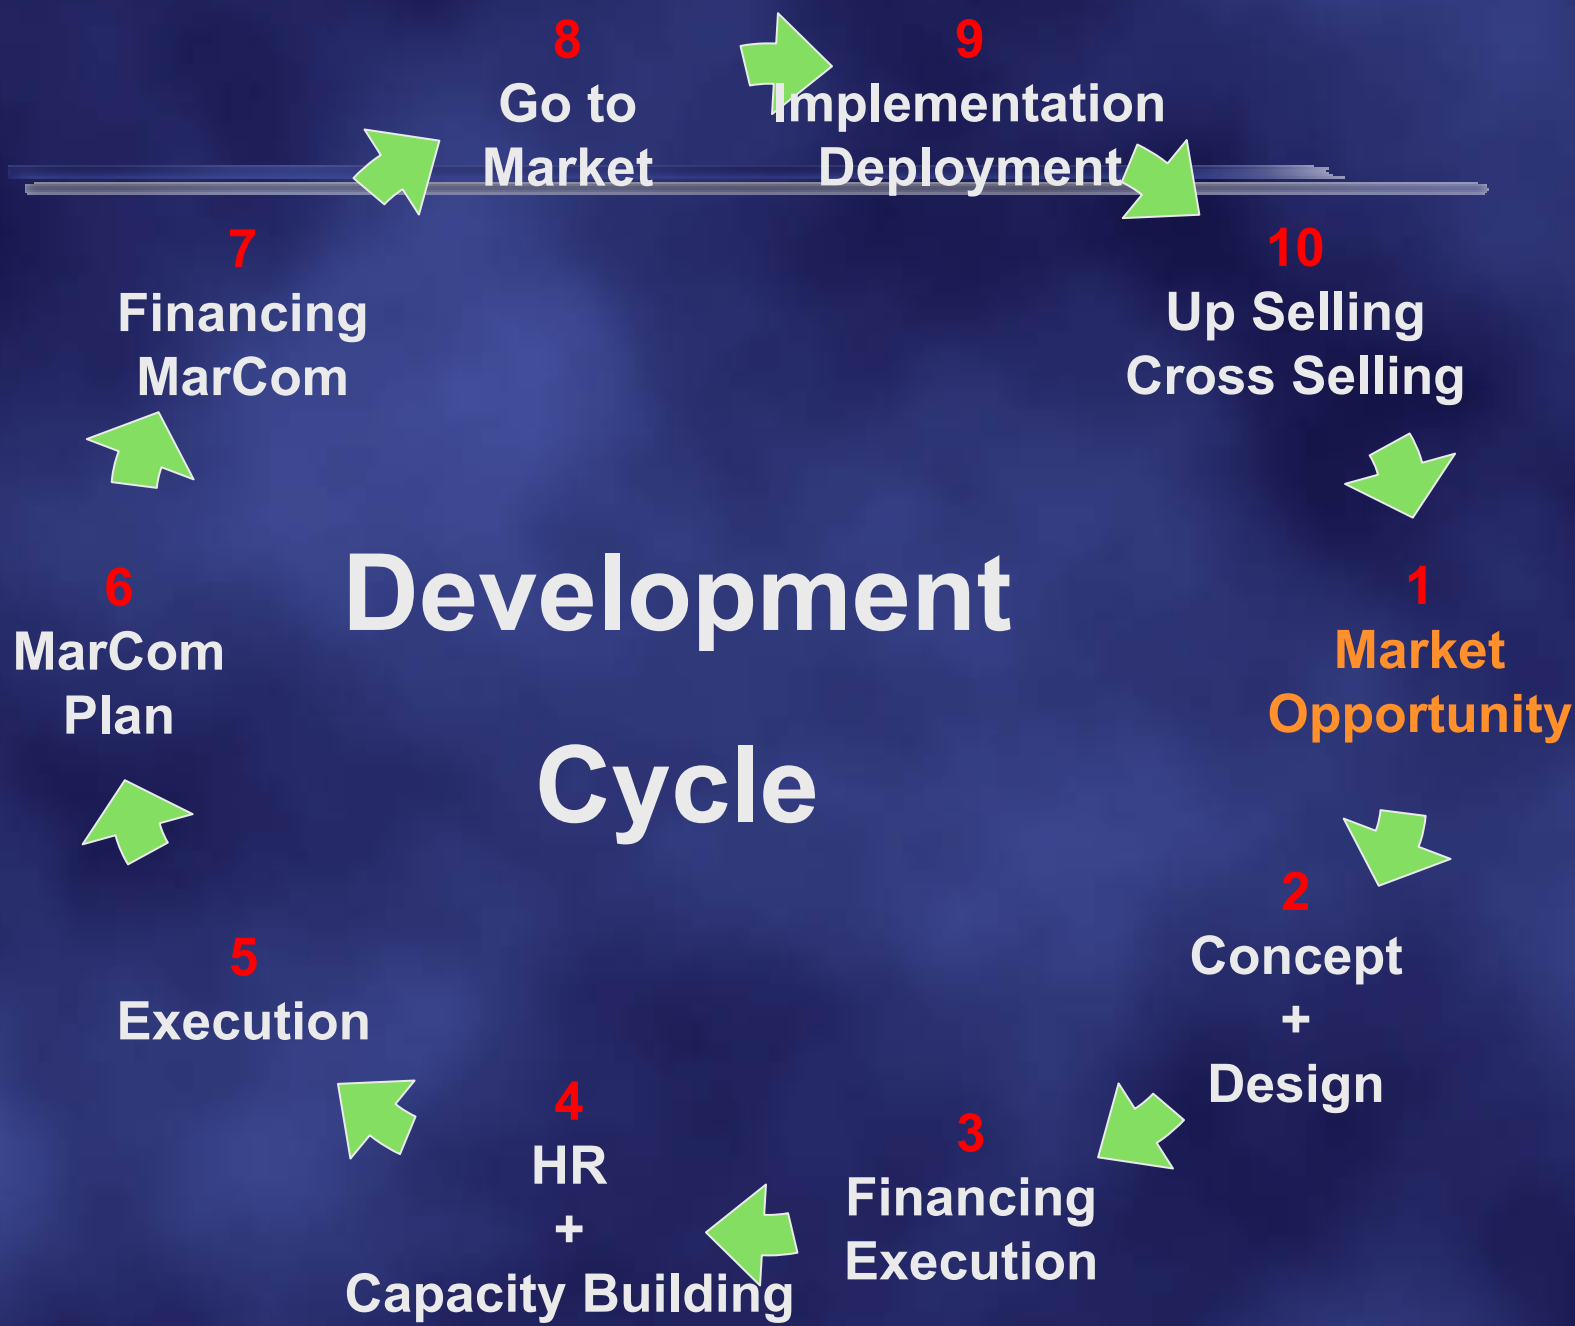 8
Go to
Market
9
Implementation
Deployment
7
Financing
MarCom
10
Up Selling
Cross Selling
Development
Cycle
6
MarCom
Plan
1
Market
Opportunity
5
Execution
2
Concept
+
Design
4
HR
+
Capacity Building
3
Financing
Execution